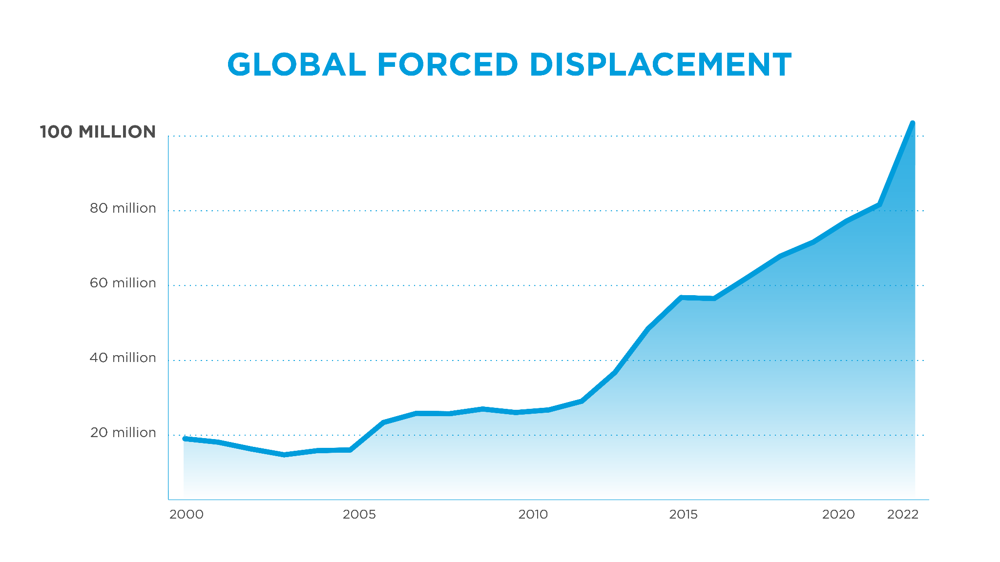 GLOBAL FORCED DISPLACEMENT
100 MILLION
80 million
60 million
40 million
20 million
2000 2005 2010 2015 2020 2022